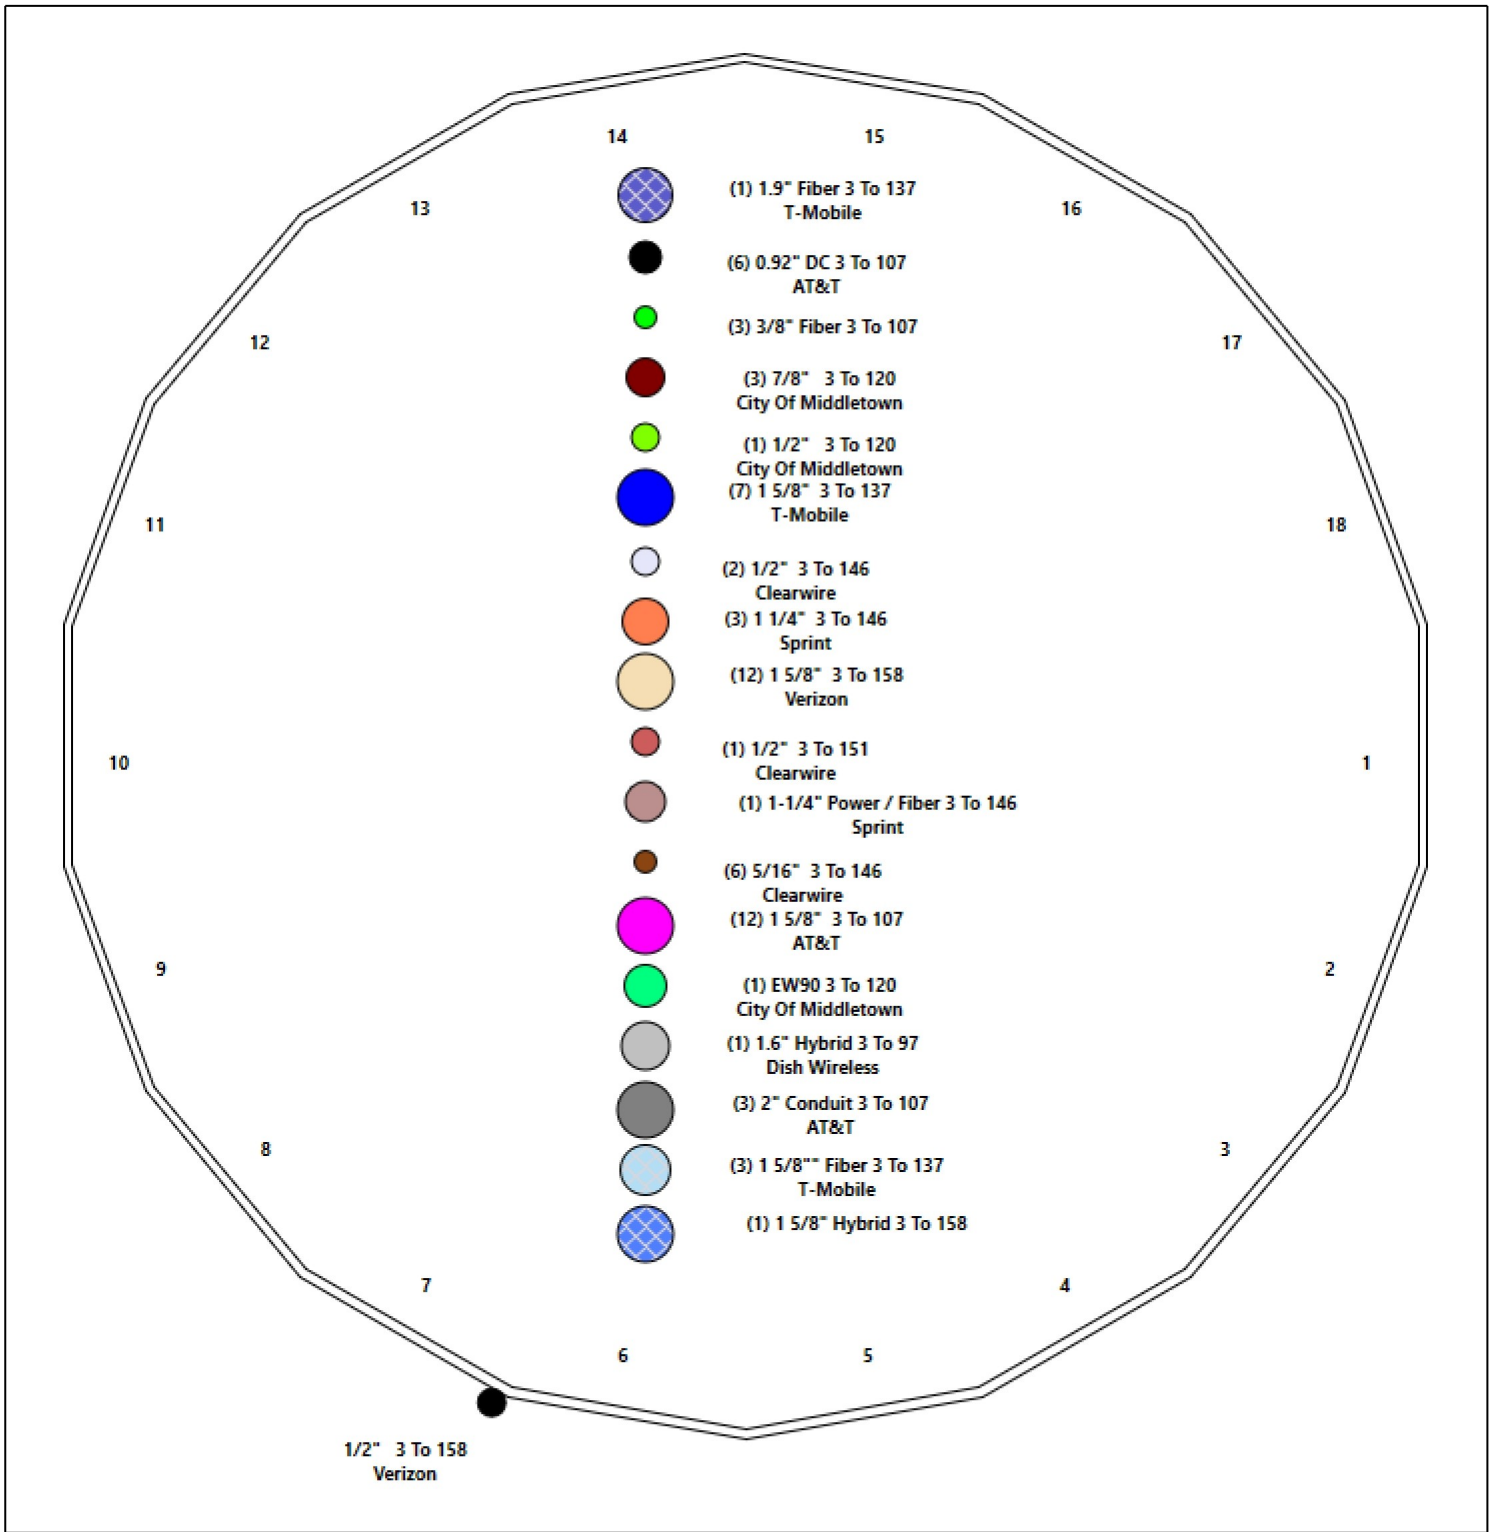 14
15
13
16
(1) 1.9" Fiber 3 To 137
T-Mobile
(6) 0.92" DC 3 To 107
AT&T
(3) 3/8" Fiber 3 To 107
12
17
(3) 7/8" 3 To 120
City Of Middletown
(1) 1/2" 3 To 120
City Of Middletown
(7) 1 5/8" 3 To 137
T-Mobile
11
18
(2) 1/2" 3 To 146
Clearwire
(3) 1 1/4" 3 To 146
Sprint
(12) 1 5/8" 3 To 158
Verizon
(1) 1/2" 3 To 151
Clearwire
10
1
(1) 1-1/4" Power / Fiber 3 To 146
Sprint
(6) 5/16" 3 To 146
Clearwire
(12) 1 5/8" 3 To 107
AT&T
9
2
(1) EW90 3 To 120
City Of Middletown
(1) 1.6" Hybrid 3 To 97
Dish Wireless
(3) 2" Conduit 3 To 107
AT&T
8
3
(3) 1 5/8"" Fiber 3 To 137
T-Mobile
(1) 1 5/8" Hybrid 3 To 158
7
4
6
5
1/2" 3 To 158
Verizon